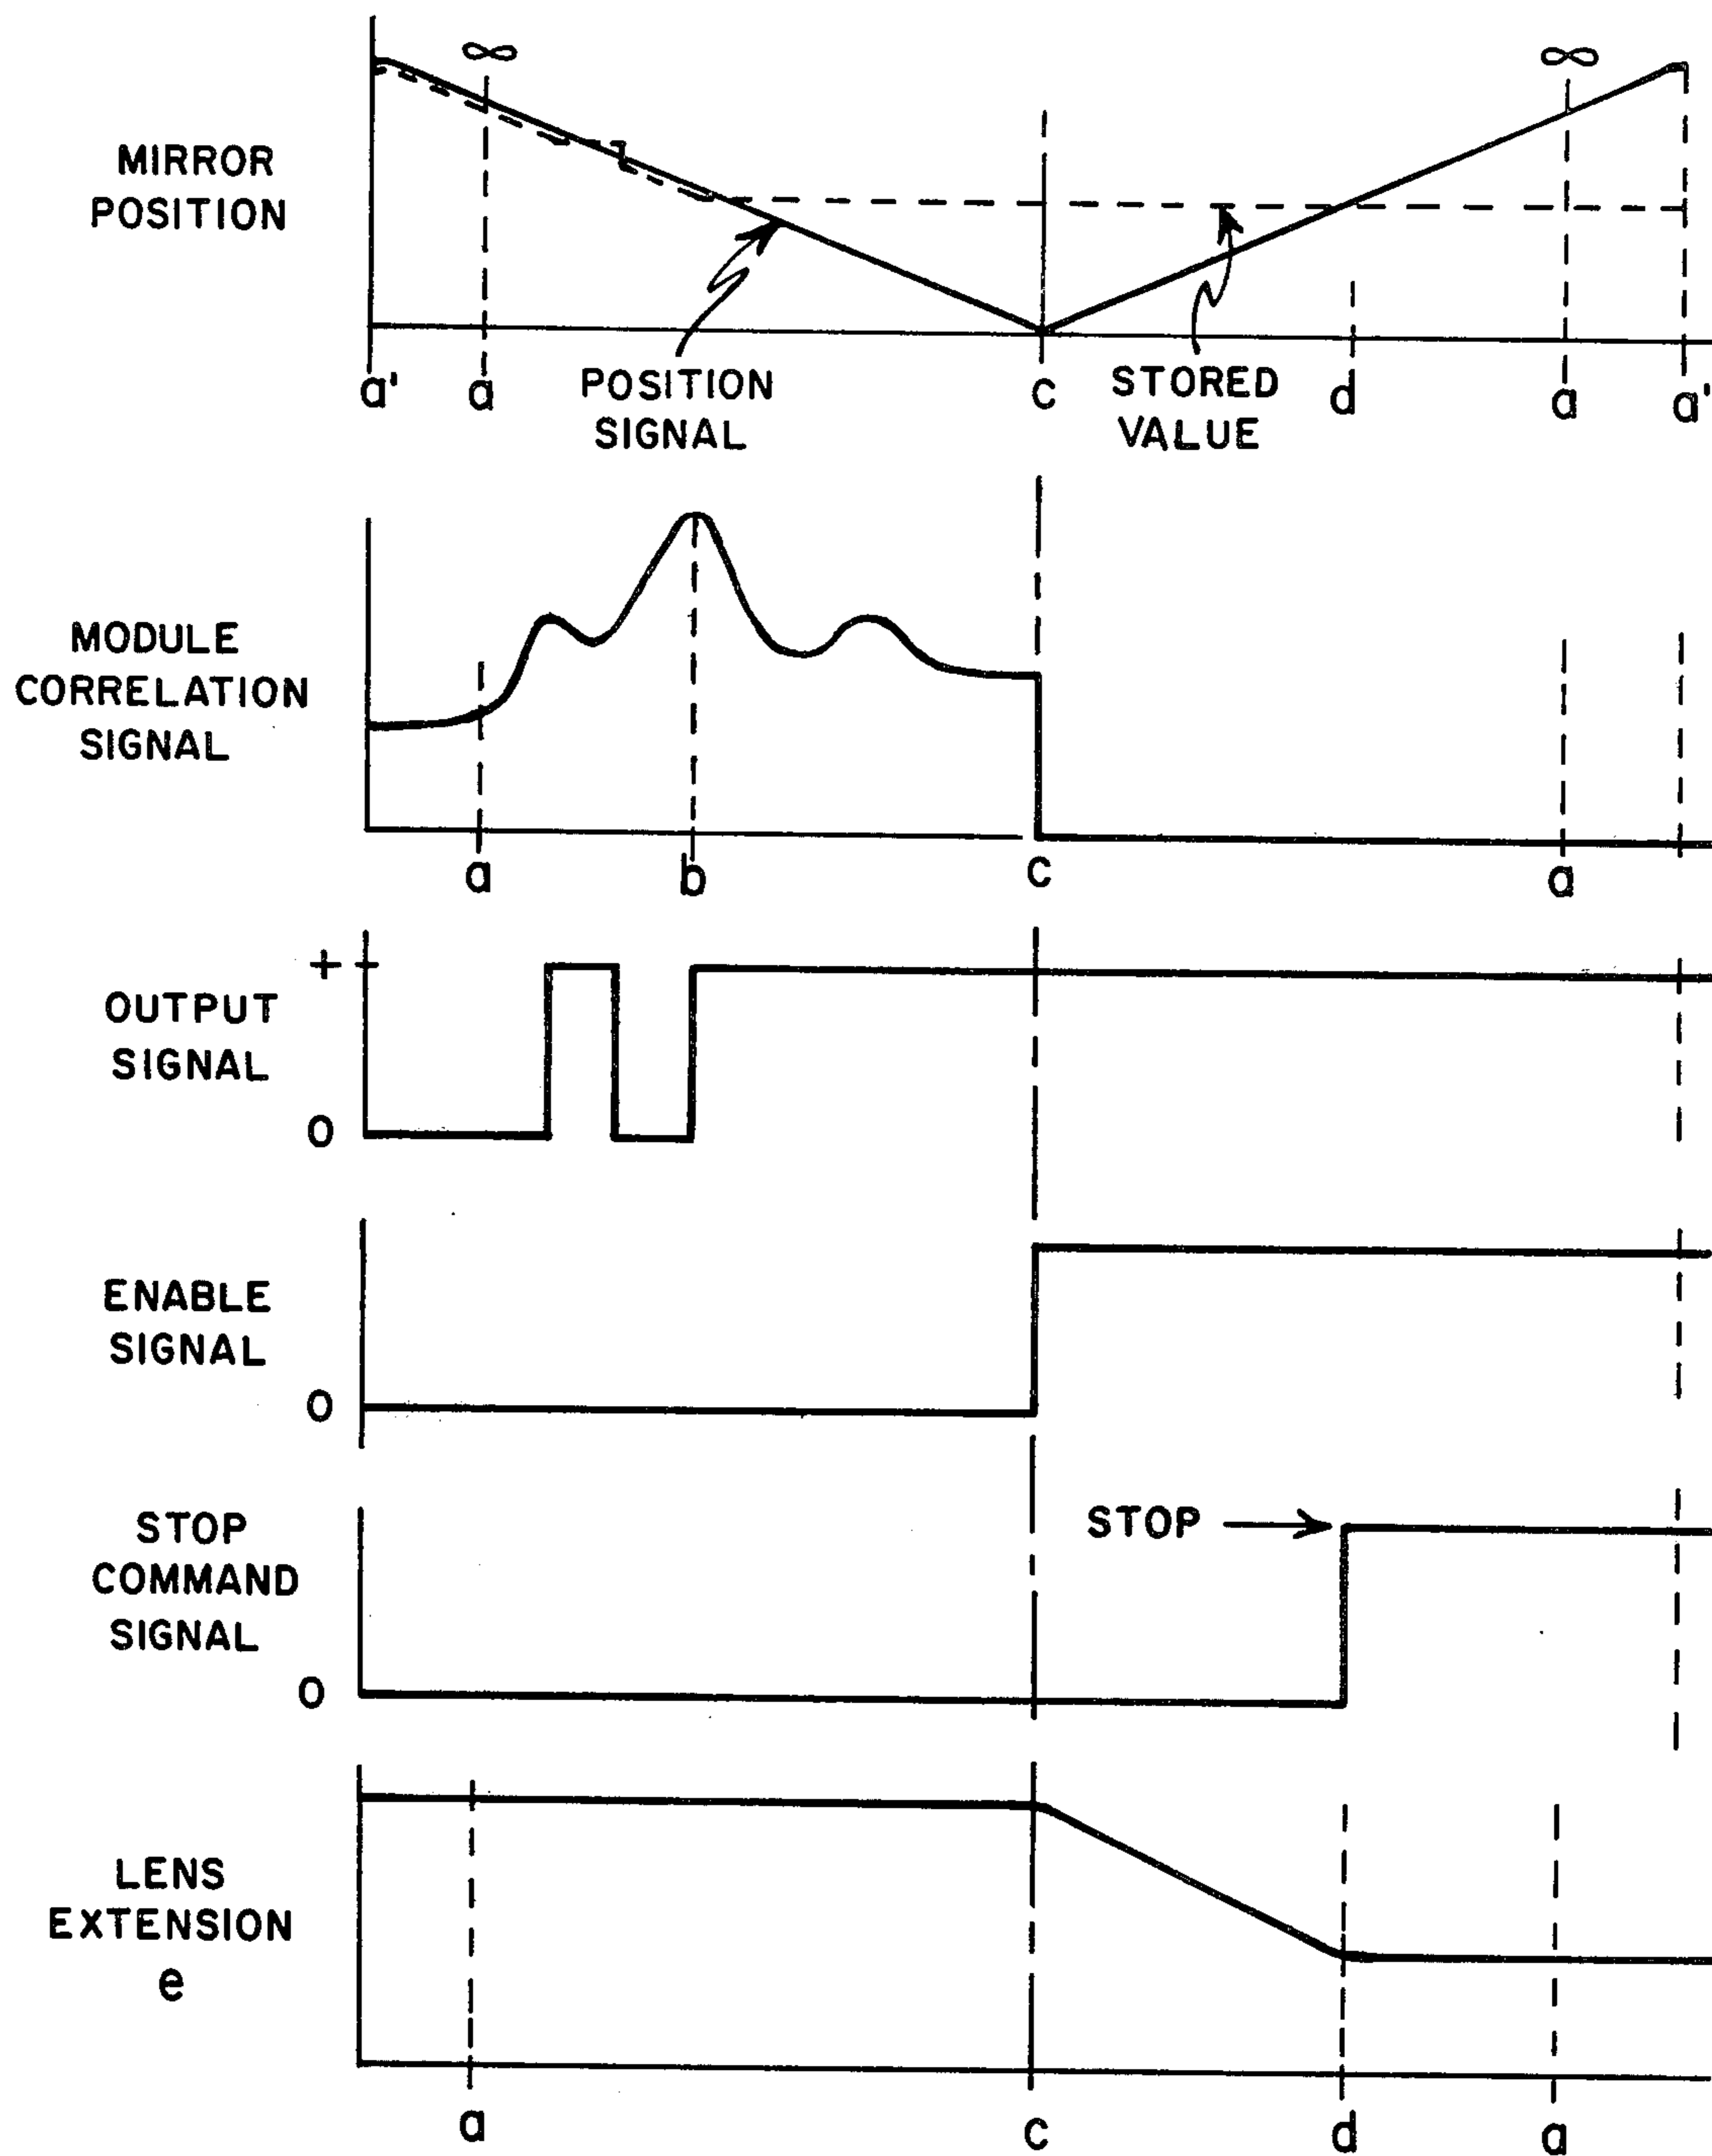 ∞ ∞
MIRROR
POSITION
a' a c d a a'
POSITION
SIGNAL
STORED
VALUE
MODULE
CORRELATION
SIGNAL
a b c a
+
OUTPUT
SIGNAL
0
ENABLE
SIGNAL
0
STOP
COMMAND
SIGNAL
STOP
0
LENS
EXTENSION
e
a c d a